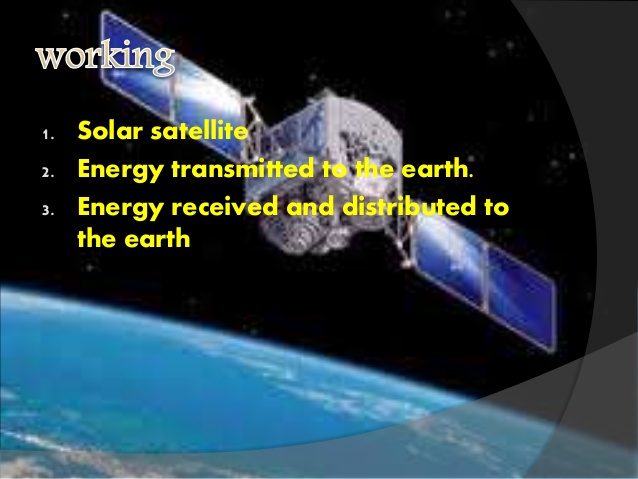 working
1. Solar satellite
2. Energy transmitted to the earth.
3. Energy received and distributed to
the earth